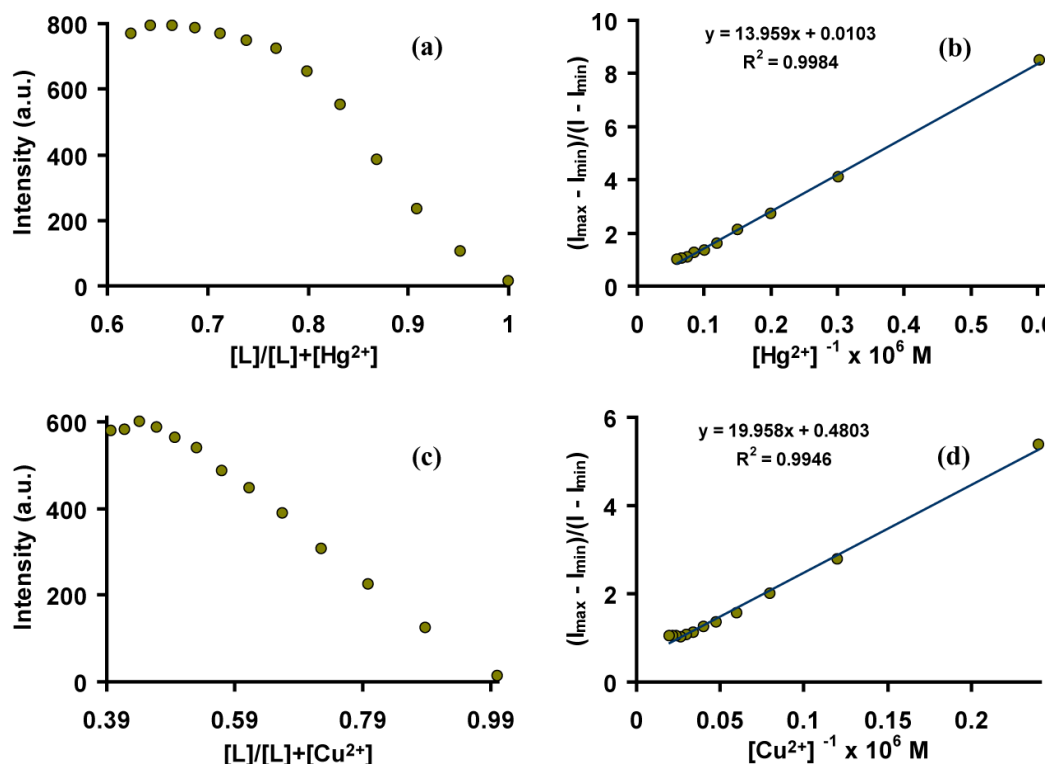 800
600
400
200
0
Intensity (a.u.)
(a)
0.6 0.7 0.8 0.9 1
[L]/[L]+[Hg²⁺]
10
8
6
4
2
0
(Imax - Imin)/(I - Imin)
y = 13.959x + 0.0103
R² = 0.9984
(b)
0 0.1 0.2 0.3 0.4 0.5 0.6
[Hg²⁺] ⁻¹ x 10⁶ M
600
400
200
0
Intensity (a.u.)
(c)
0.39 0.59 0.79 0.99
[L]/[L]+[Cu²⁺]
6
4
2
0
(Imax - Imin)/(I - Imin)
y = 19.958x + 0.4803
R² = 0.9946
(d)
0 0.05 0.1 0.15 0.2
[Cu²⁺] ⁻¹ x 10⁶ M